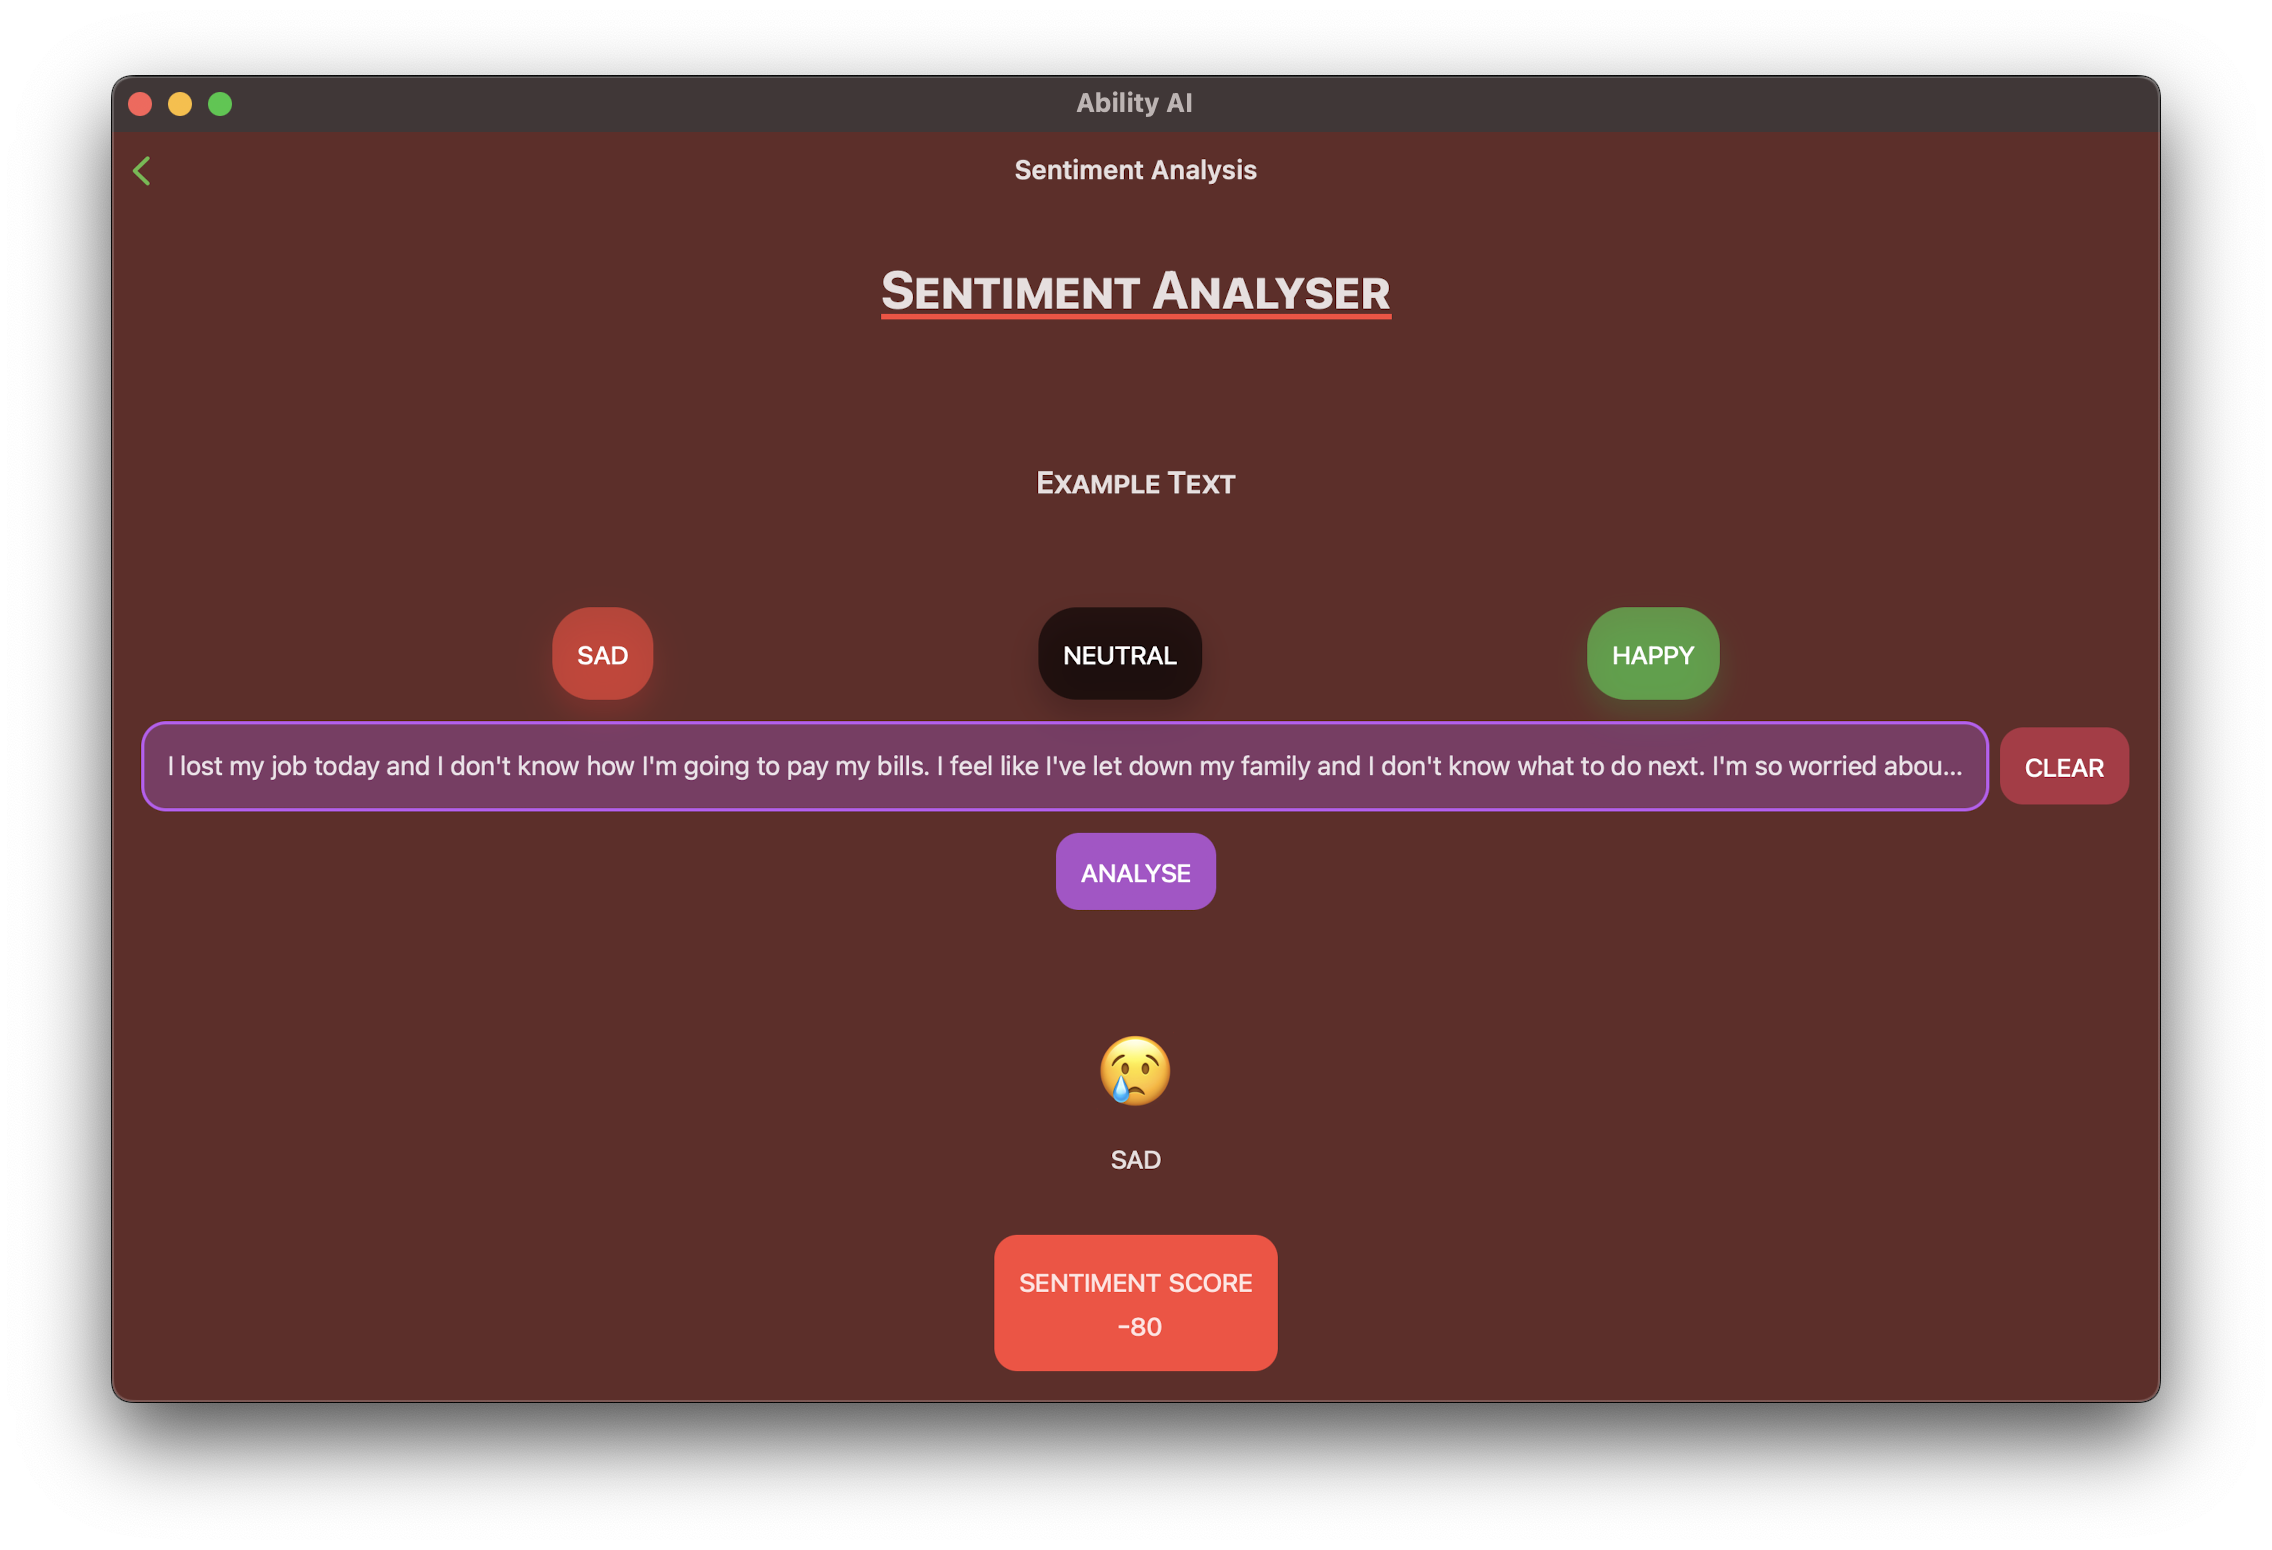 Ability AI
Sentiment Analysis
SENTIMENT ANALYSER
EXAMPLE TEXT
SAD
NEUTRAL
HAPPY
I lost my job today and I don't know how I'm going to pay my bills. I feel like I've let down my family and I don't know what to do next. I'm so worried abou...
CLEAR
ANALYSE
SAD
SENTIMENT SCORE
-80